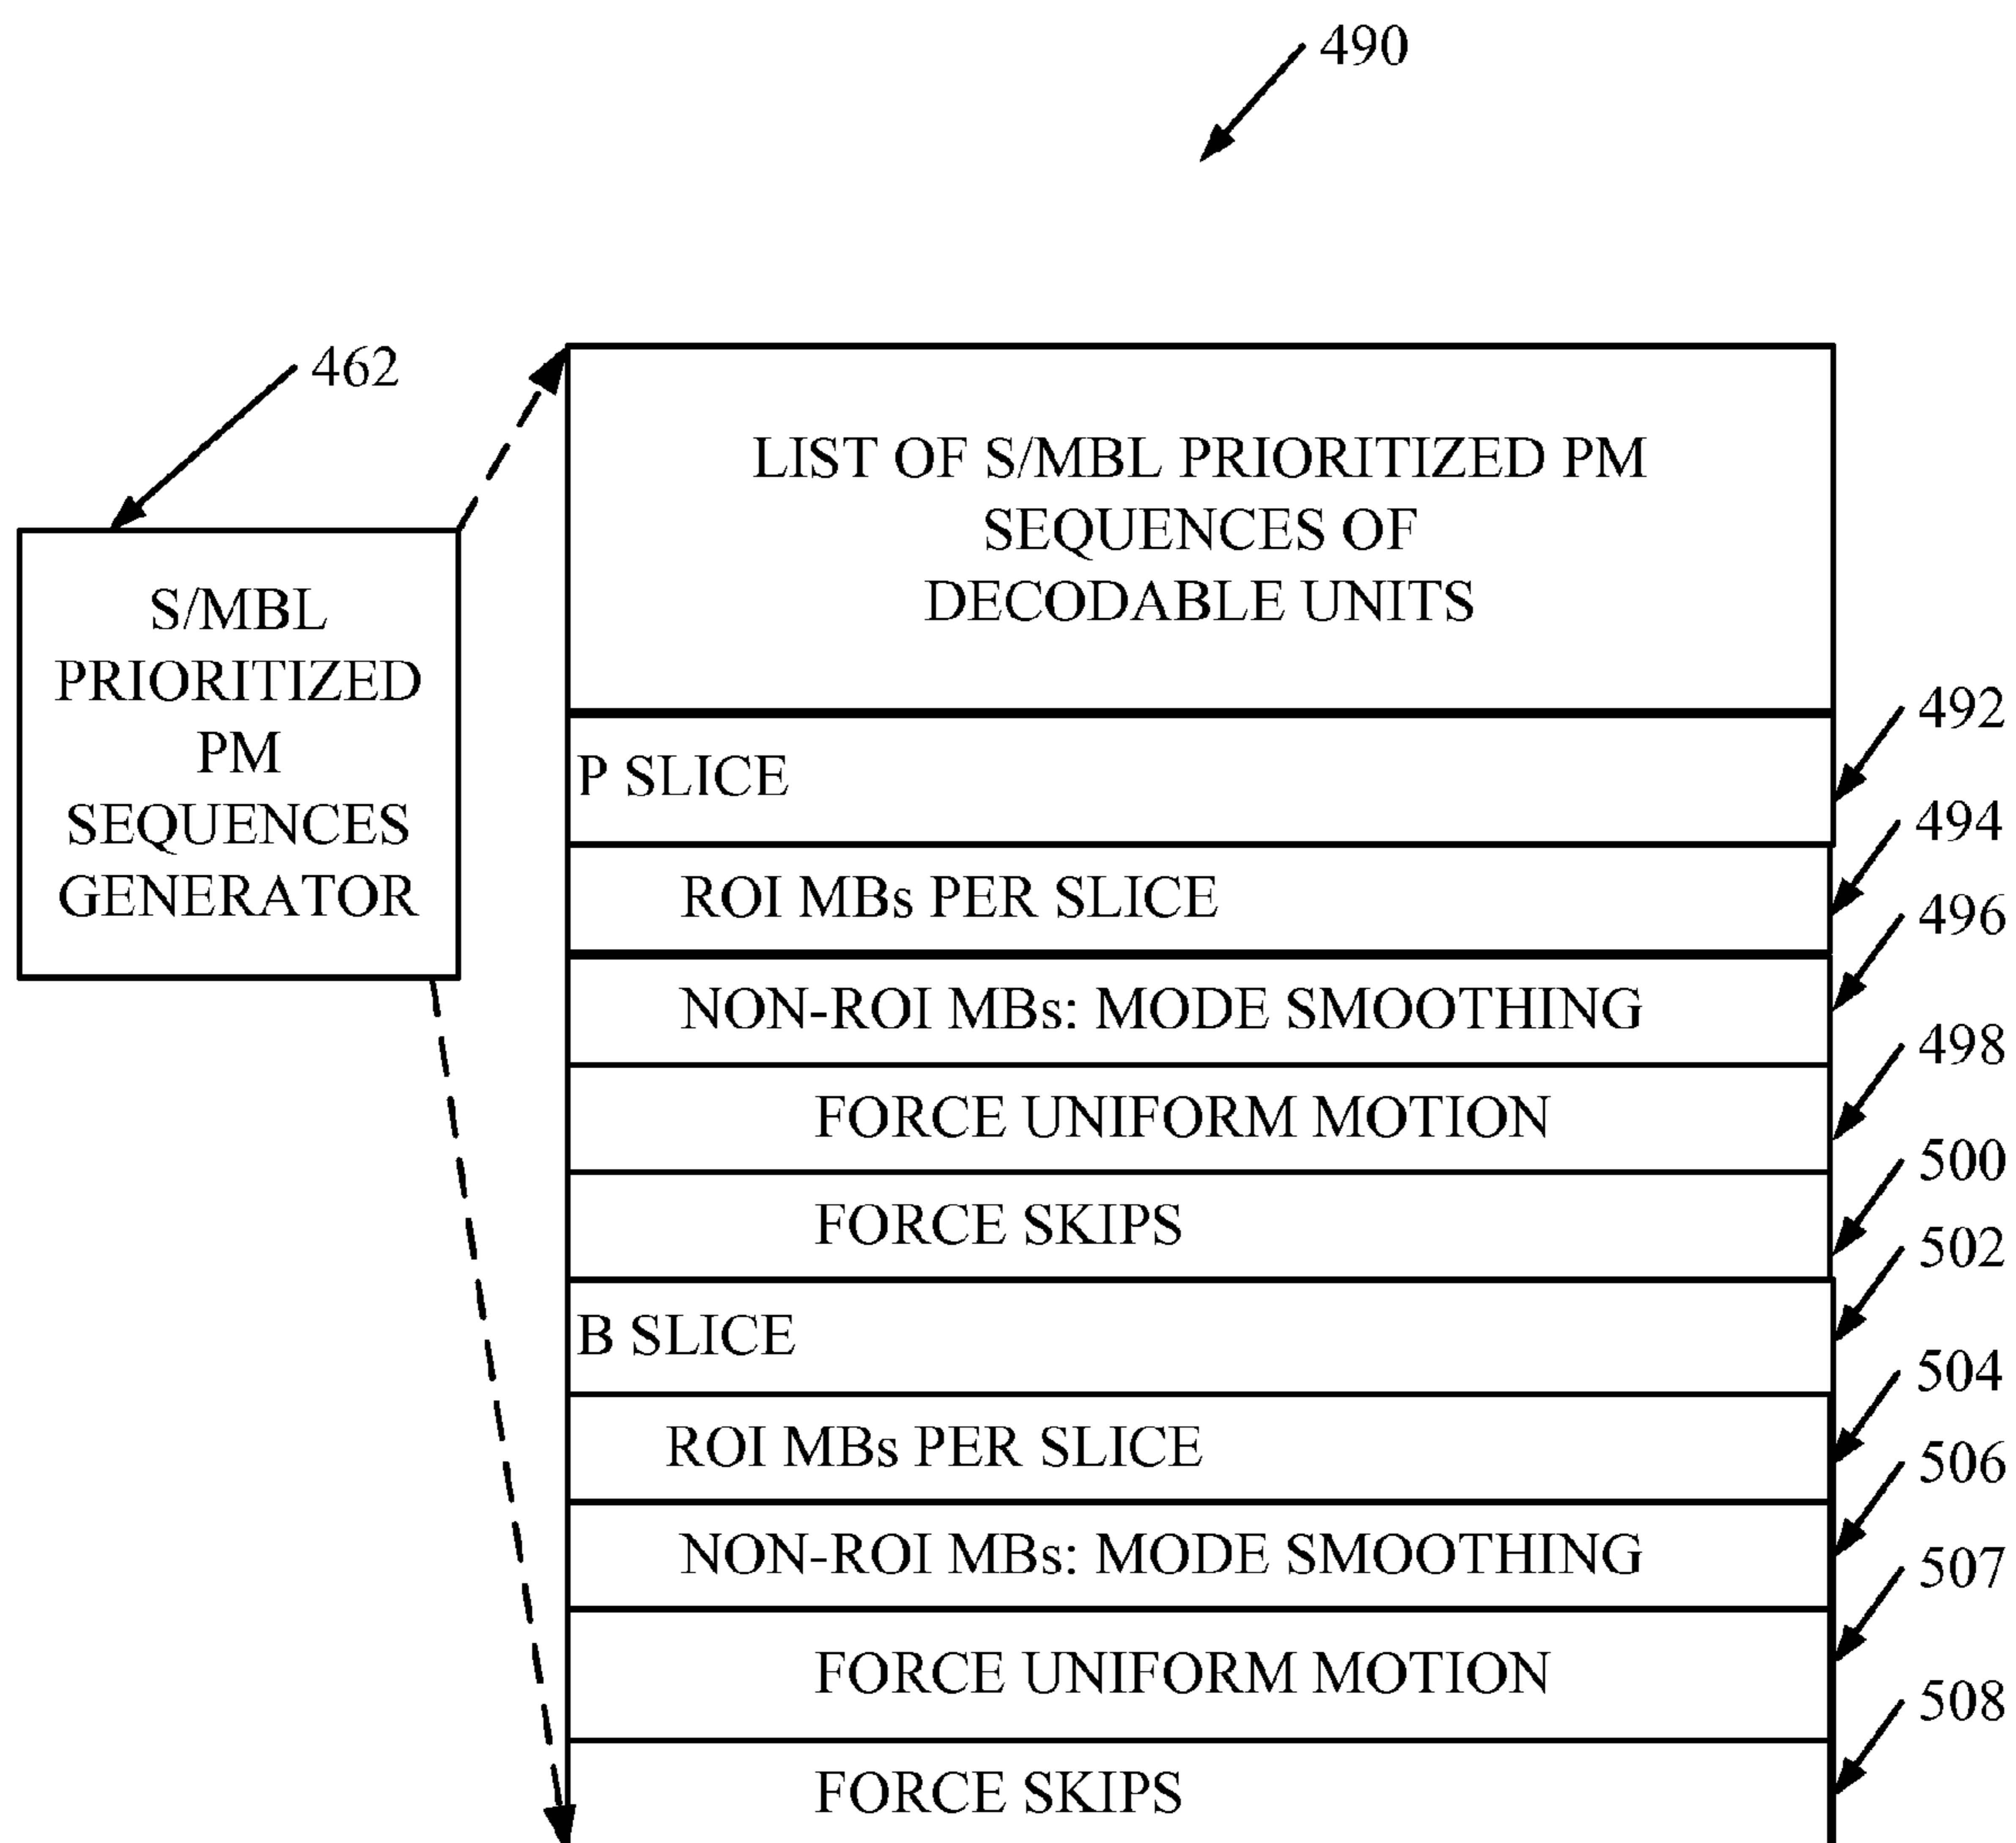 490
462
S/MBL
PRIORITIZED
PM
SEQUENCES
GENERATOR
LIST OF S/MBL PRIORITIZED PM
SEQUENCES OF
DECODABLE UNITS
P SLICE
492
ROI MBs PER SLICE
494
NON-ROI MBs: MODE SMOOTHING
496
FORCE UNIFORM MOTION
498
FORCE SKIPS
500
B SLICE
502
ROI MBs PER SLICE
504
NON-ROI MBs: MODE SMOOTHING
506
FORCE UNIFORM MOTION
507
FORCE SKIPS
508